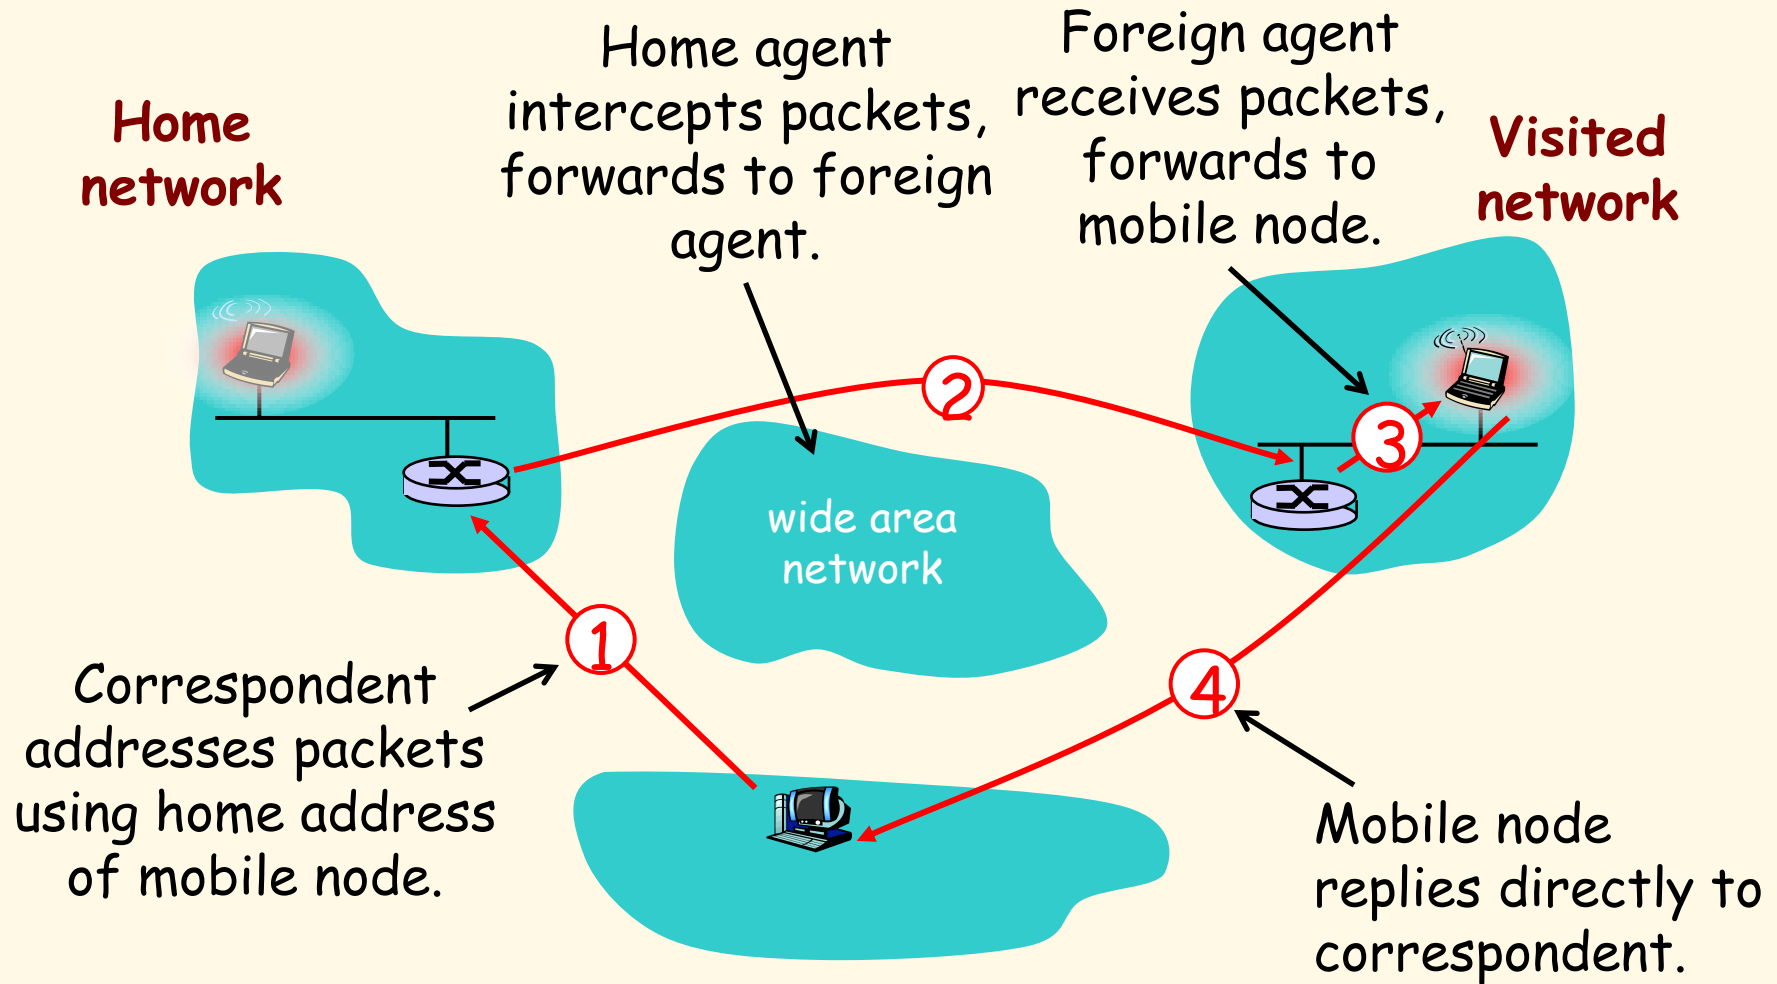 Home
network
Home agent
intercepts packets,
forwards to foreign
agent.
Foreign agent
receives packets,
forwards to
mobile node.
Visited
network
2
3
wide area
network
1
4
Correspondent
addresses packets
using home address
of mobile node.
Mobile node
replies directly to
correspondent.